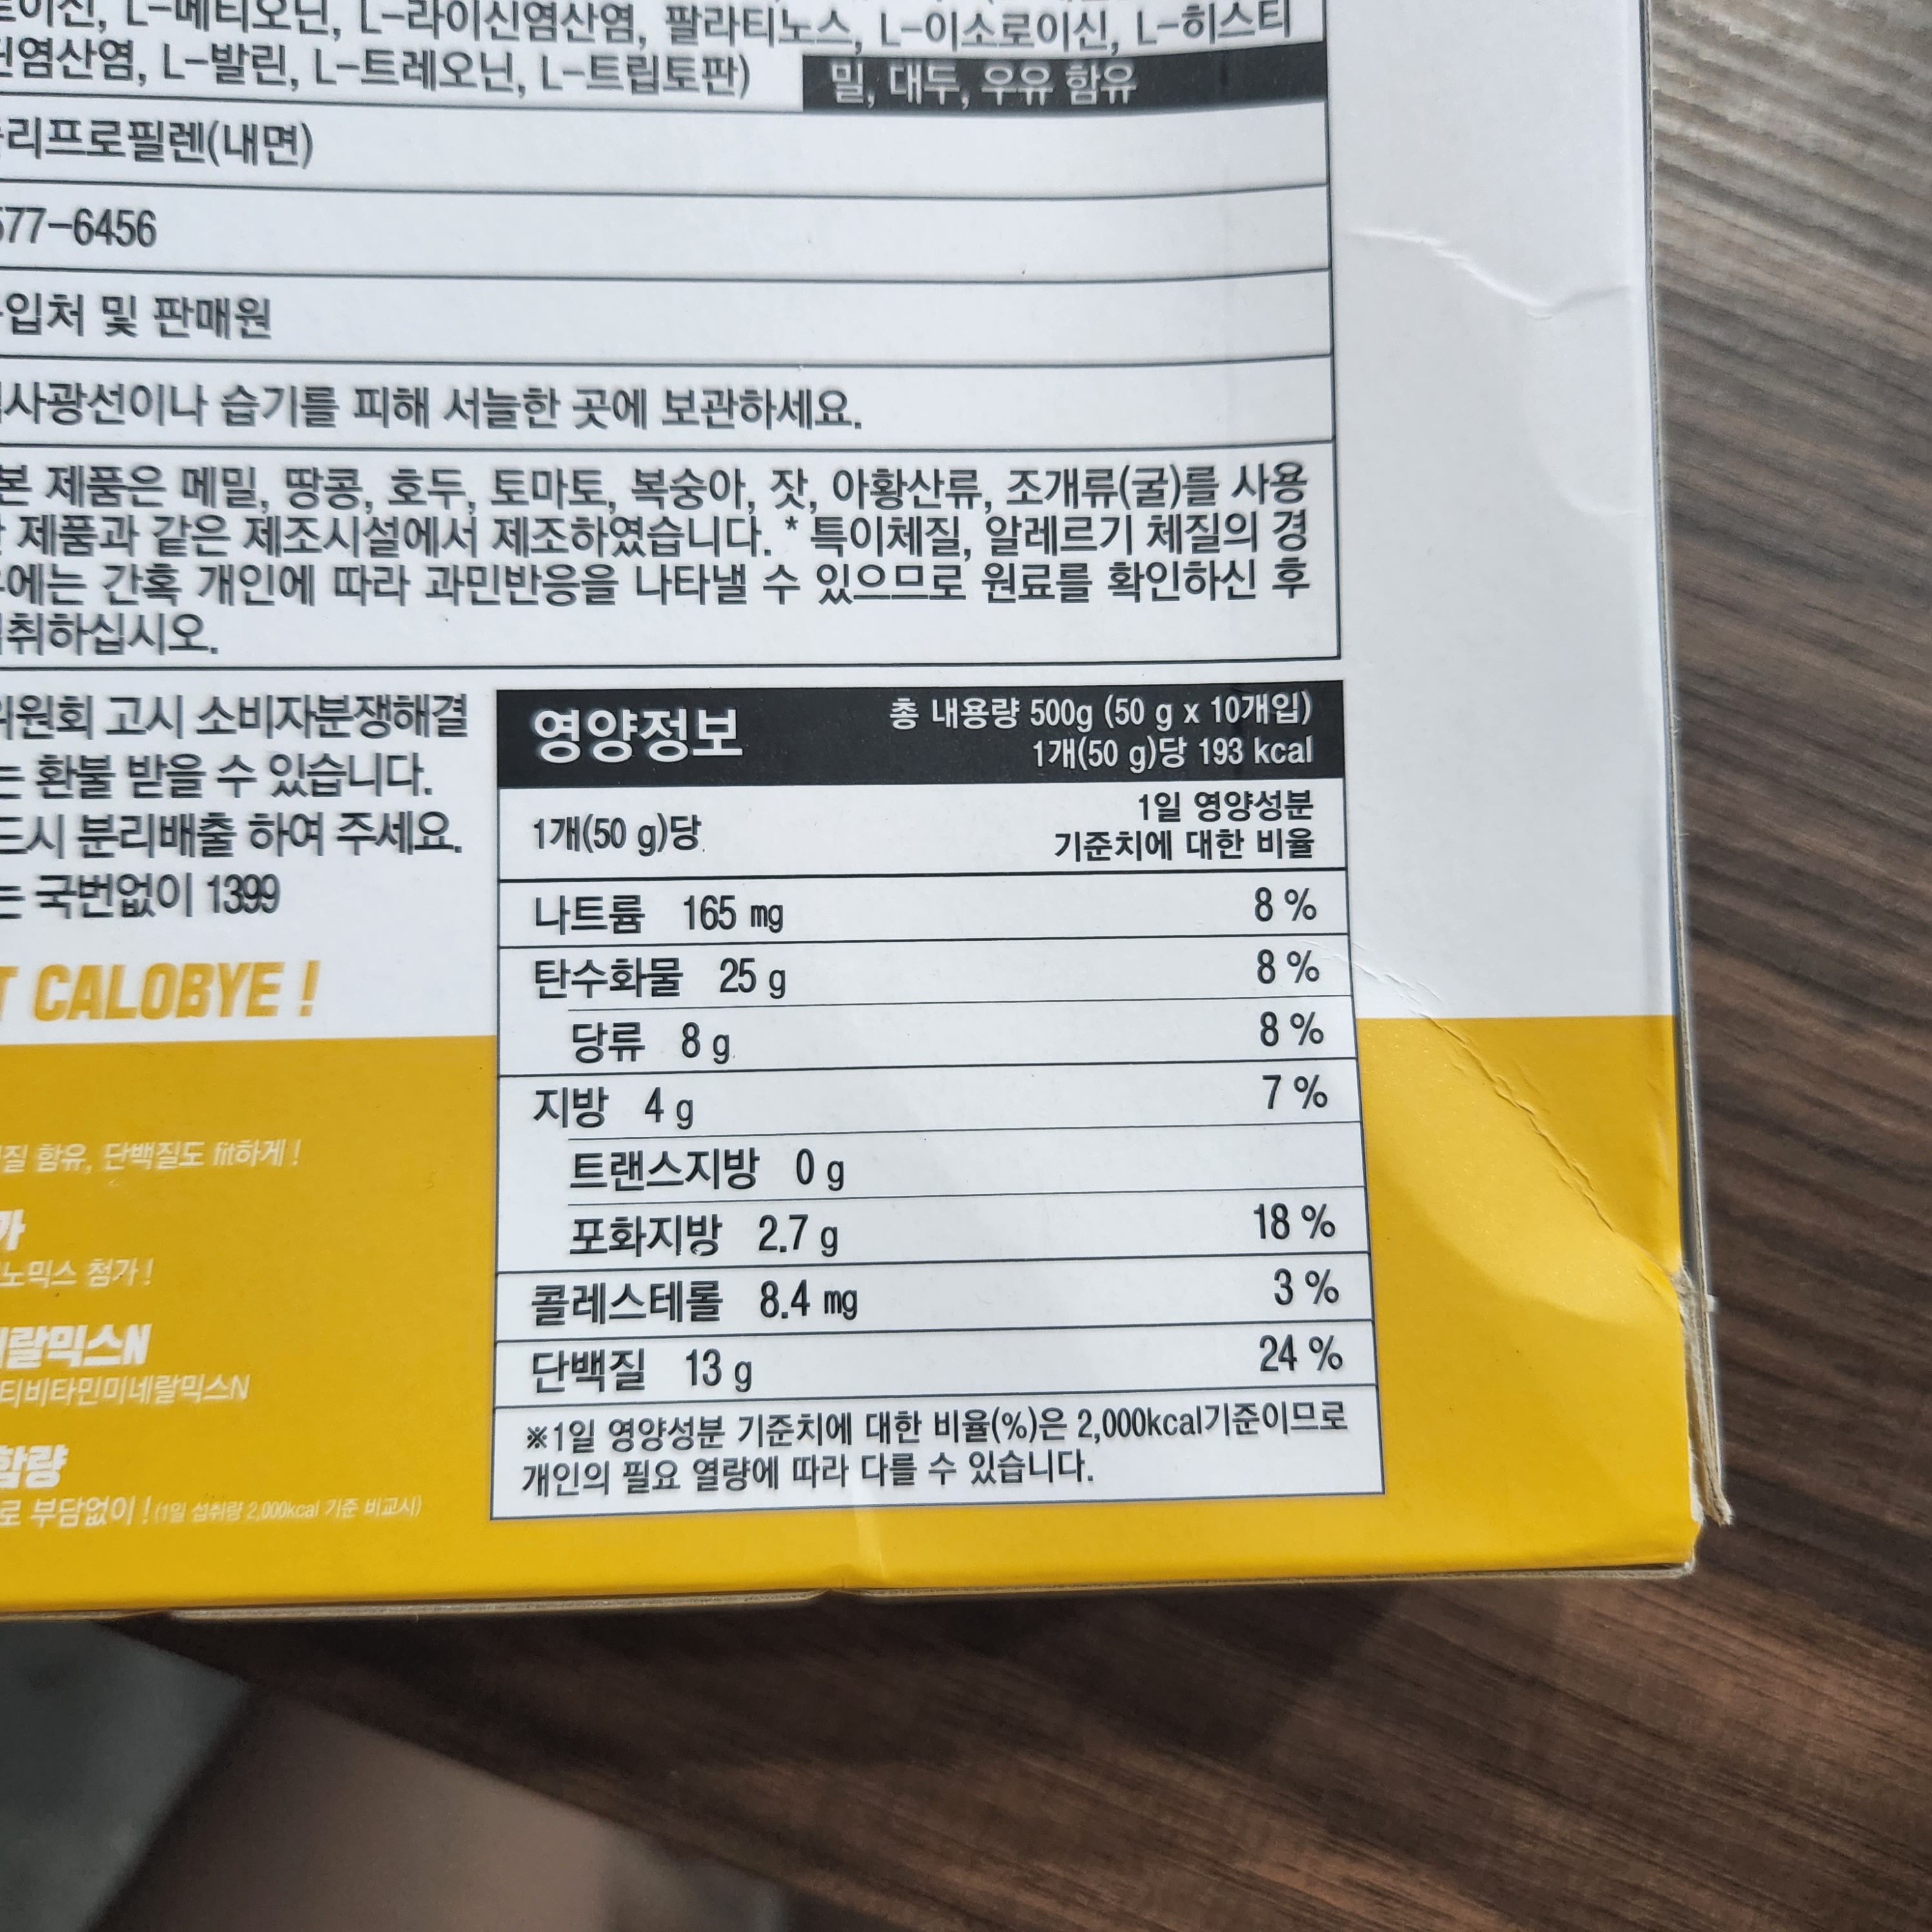 L-메티오닌, L-라이신염산염, 팔라티노스, L-이소로이신, L-히스티
염산염, L-발린, L-트레오닌, L-트립토판)
밀, 대두, 우유 함유
리프로필렌(내면)
577-6456
입처 및 판매원
사광선이나 습기를 피해 서늘한 곳에 보관하세요.
본 제품은 메밀, 땅콩, 호두, 토마토, 복숭아, 잣, 아황산류, 조개류(굴)를 사용
제품과 같은 제조시설에서 제조하였습니다. * 특이체질, 알레르기 체질의 경
에는 간혹 개인에 따라 과민반응을 나타낼 수 있으므로 원료를 확인하신 후
취하십시오.
위원회 고시 소비자분쟁해결
는 환불 받을 수 있습니다.
드시 분리배출 하여 주세요.
는 국번없이 1399
T CALOBYE !
질 함유, 단백질도 fit하게 !
가
노믹스 첨가 !
랄믹스N
티비타민미네랄믹스N
함량
로 부담없이 ! (1일 섭취량 2,000kcal 기준 비교시)
영양정보
총 내용량 500g (50 g x 10개입)
1개(50 g)당 193 kcal
1개(50 g)당
1일 영양성분
기준치에 대한 비율
나트륨 165 mg 8 %
탄수화물 25 g 8 %
당류 8 g 8 %
지방 4 g 7 %
트랜스지방 0 g
포화지방 2.7 g 18 %
콜레스테롤 8.4 mg 3 %
단백질 13 g 24 %
※1일 영양성분 기준치에 대한 비율(%)은 2,000kcal기준이므로
개인의 필요 열량에 따라 다를 수 있습니다.